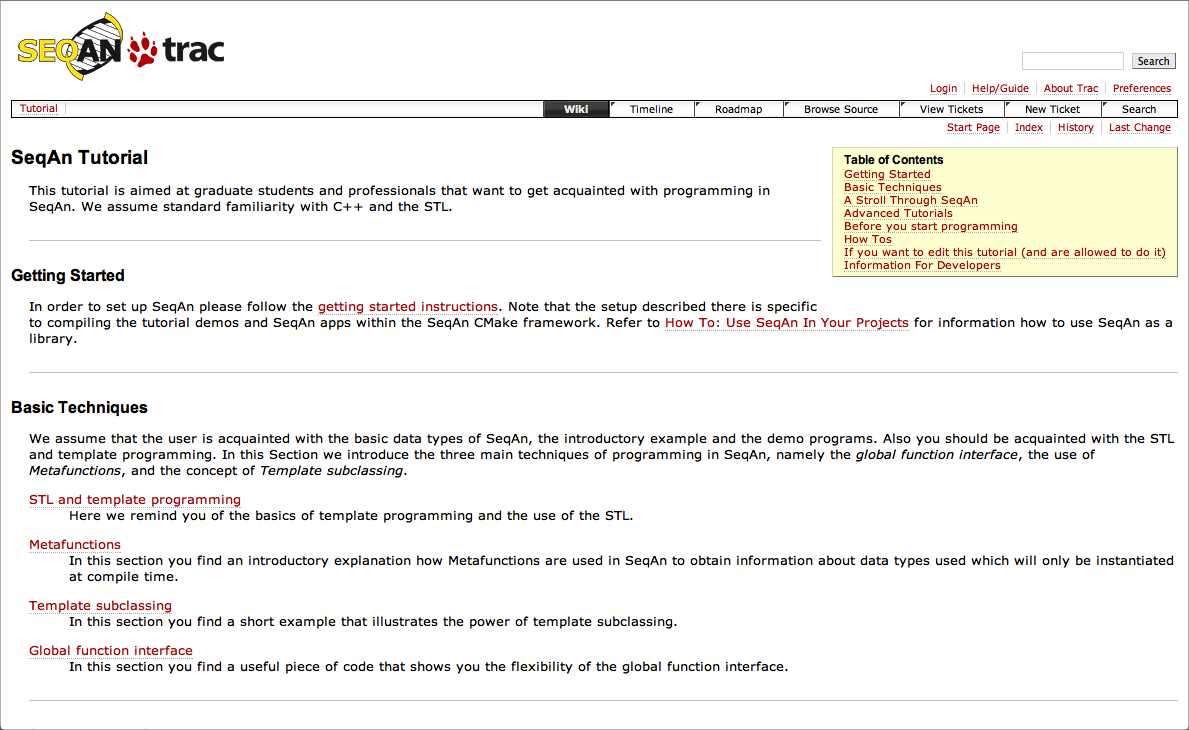 SEQAN trac
Search
Login Help/Guide About Trac Preferences
Tutorial Wiki Timeline Roadmap Browse Source View Tickets New Ticket Search
Start Page Index History Last Change
SeqAn Tutorial
This tutorial is aimed at graduate students and professionals that want to get acquainted with programming in
SeqAn. We assume standard familiarity with C++ and the STL.
Table of Contents
Getting Started
Basic Techniques
A Stroll Through SeqAn
Advanced Tutorials
Before you start programming
How Tos
If you want to edit this tutorial (and are allowed to do it)
Information For Developers
Getting Started
In order to set up SeqAn please follow the getting started instructions. Note that the setup described there is specific
to compiling the tutorial demos and SeqAn apps within the SeqAn CMake framework. Refer to How To: Use SeqAn In Your Projects for information how to use SeqAn as a
library.
Basic Techniques
We assume that the user is acquainted with the basic data types of SeqAn, the introductory example and the demo programs. Also you should be acquainted with the STL
and template programming. In this Section we introduce the three main techniques of programming in SeqAn, namely the global function interface, the use of
Metafunctions, and the concept of Template subclassing.
STL and template programming
Here we remind you of the basics of template programming and the use of the STL.
Metafunctions
In this section you find an introductory explanation how Metafunctions are used in SeqAn to obtain information about data types used which will only be instantiated
at compile time.
Template subclassing
In this section you find a short example that illustrates the power of template subclassing.
Global function interface
In this section you find a useful piece of code that shows you the flexibility of the global function interface.